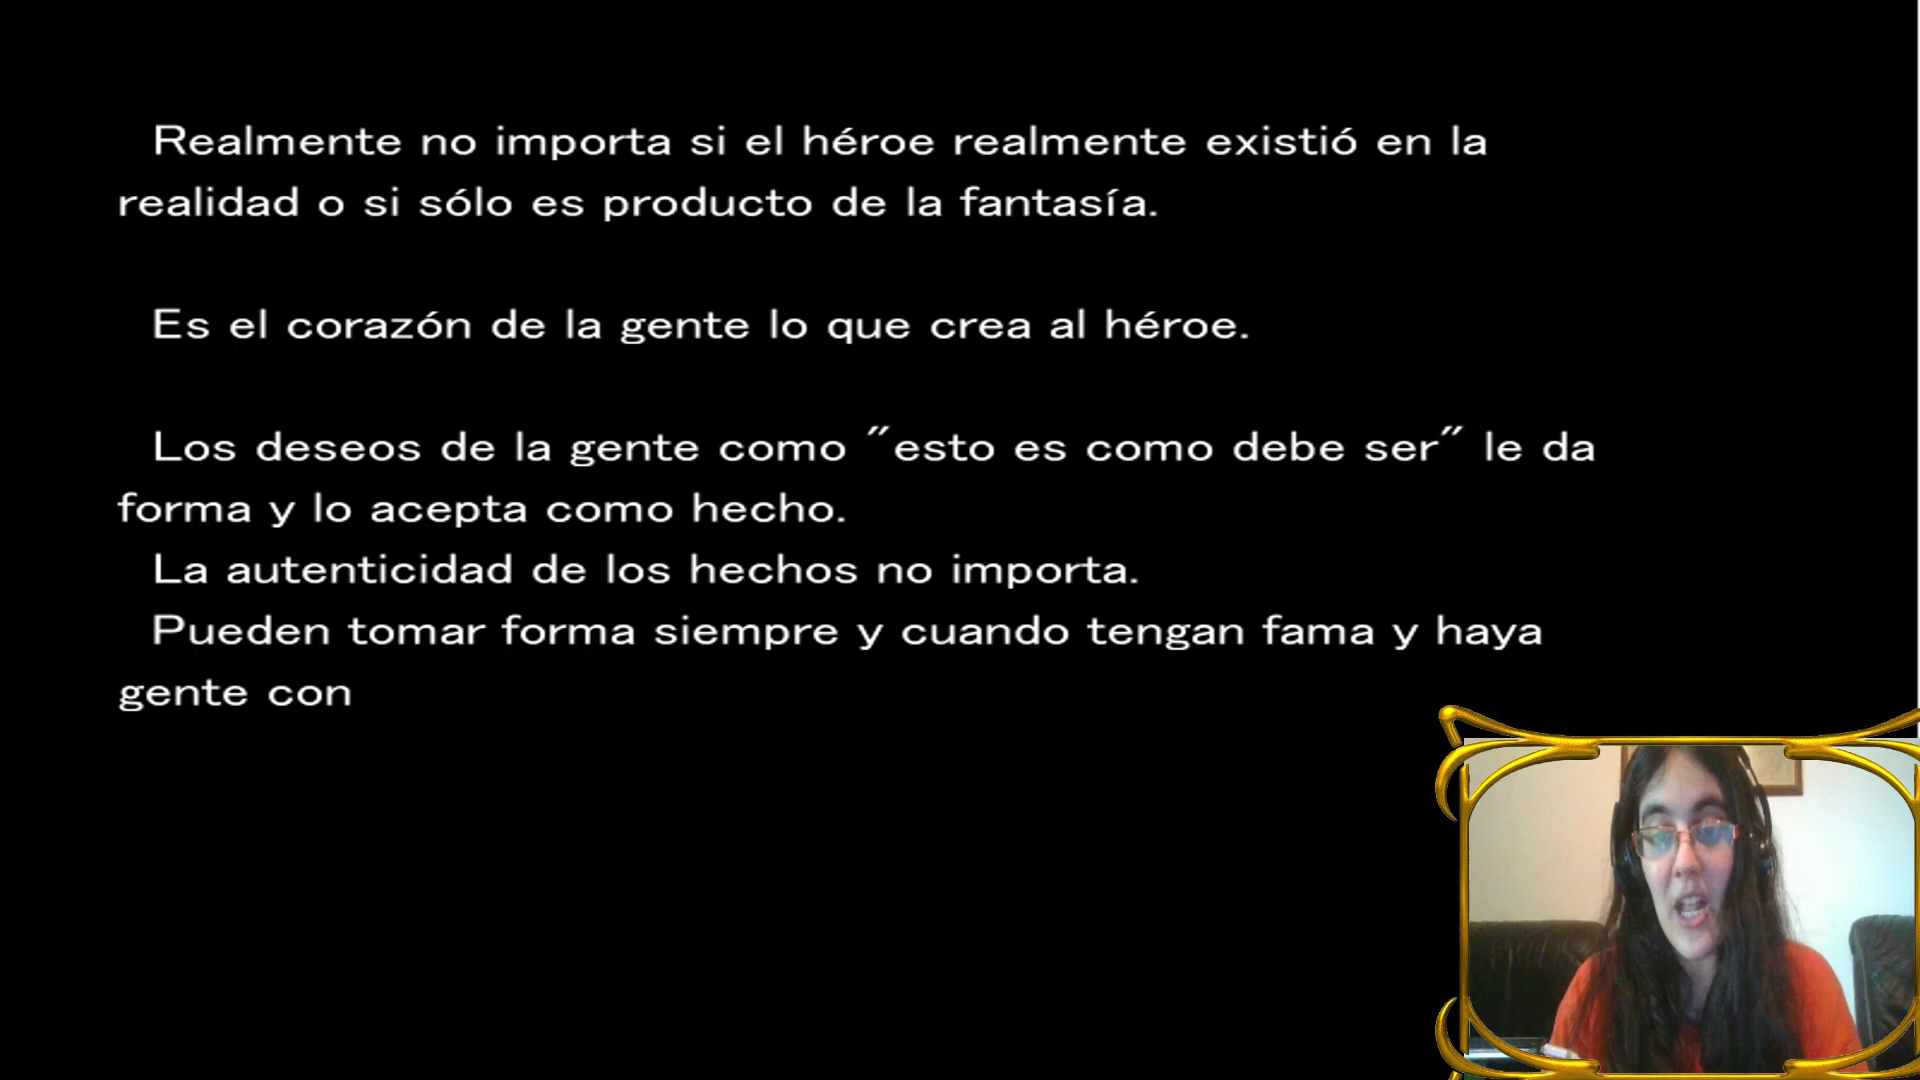 Realmente no importa si el héroe realmente existió en la
realidad o si sólo es producto de la fantasía.
Es el corazón de la gente lo que crea al héroe.
Los deseos de la gente como "esto es como debe ser" le da
forma y lo acepta como hecho.
La autenticidad de los hechos no importa.
Pueden tomar forma siempre y cuando tengan fama y haya
gente con